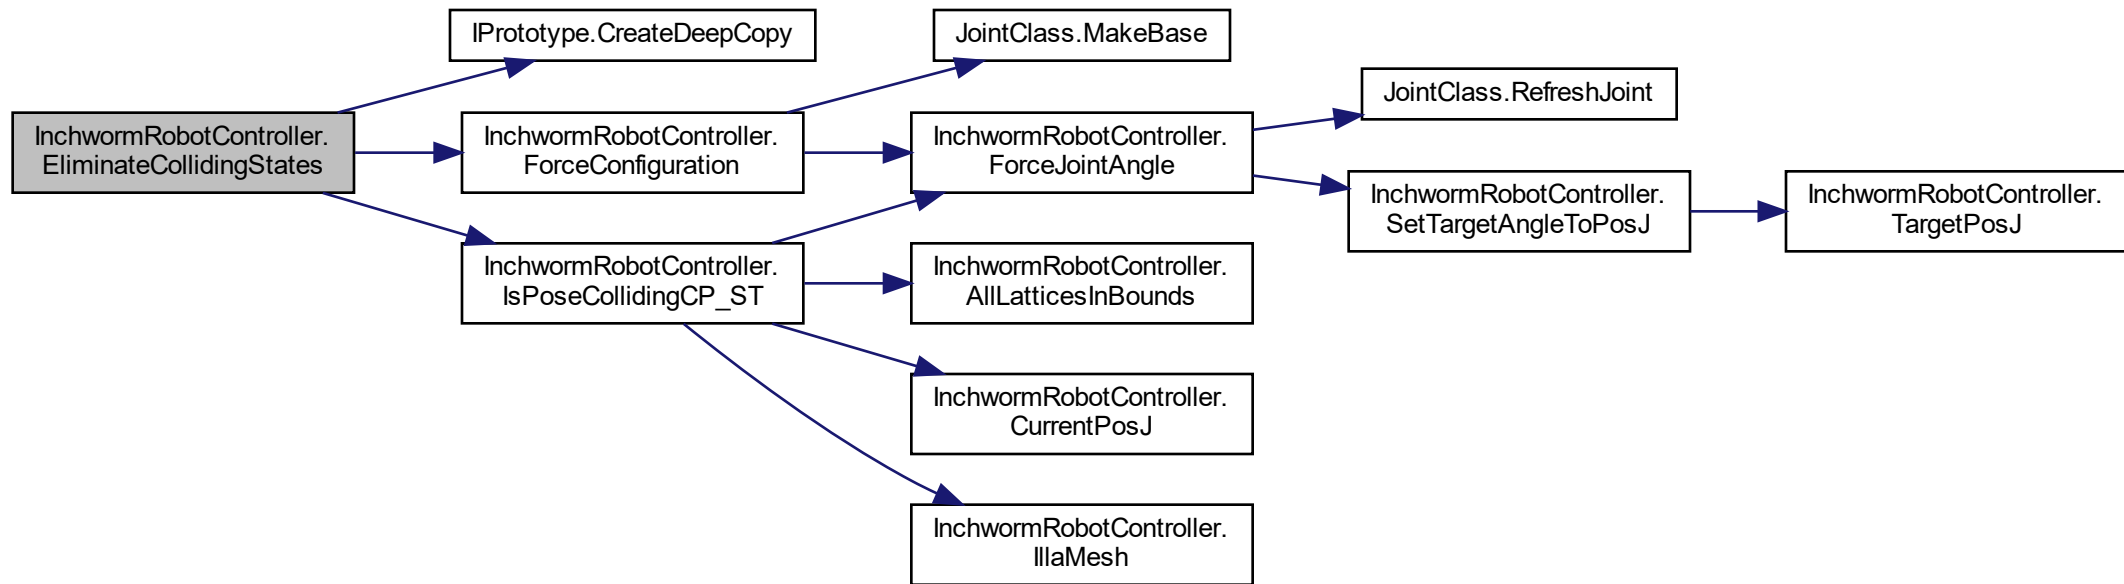 IPrototype.CreateDeepCopy
JointClass.MakeBase
JointClass.RefreshJoint
InchwormRobotController.
EliminateCollidingStates
InchwormRobotController.
ForceConfiguration
InchwormRobotController.
ForceJointAngle
InchwormRobotController.
SetTargetAngleToPosJ
InchwormRobotController.
TargetPosJ
InchwormRobotController.
IsPoseCollidingCP_ST
InchwormRobotController.
AllLatticesInBounds
InchwormRobotController.
CurrentPosJ
InchwormRobotController.
IllaMesh